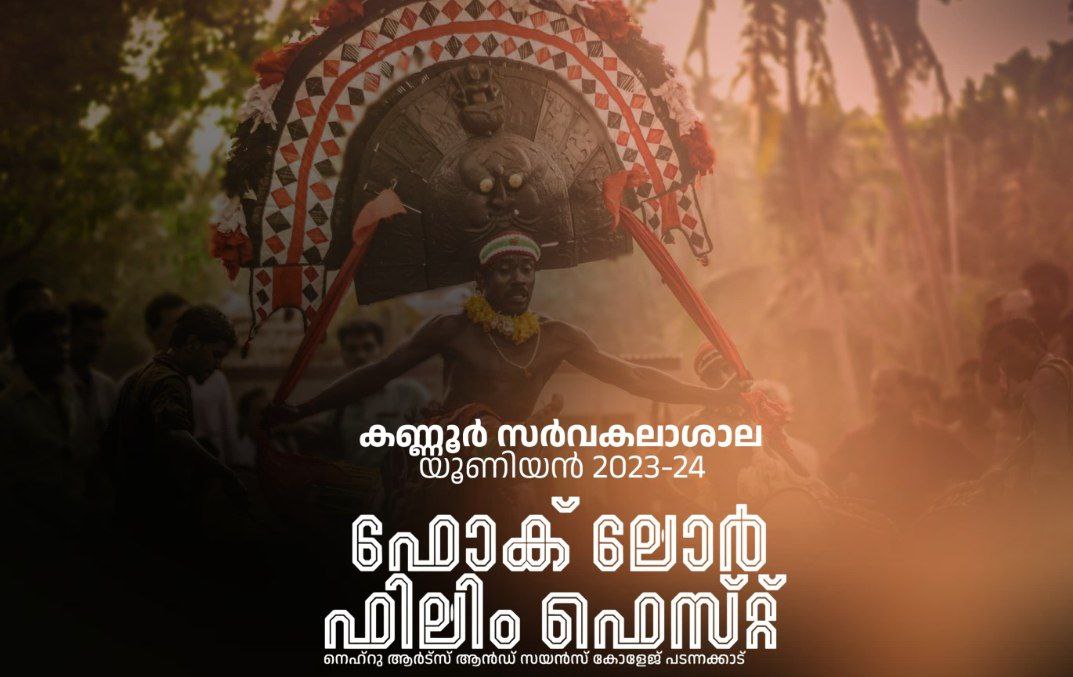 കണ്ണൂർ സർവകലാശാല
യൂണിയൻ 2023-24
ഫോക് ലോർ
ഫിലിം ഫെസ്റ്റ്
നെഹ്റു ആർട്സ് ആൻഡ് സയൻസ് കോളേജ് പടന്നക്കാട്